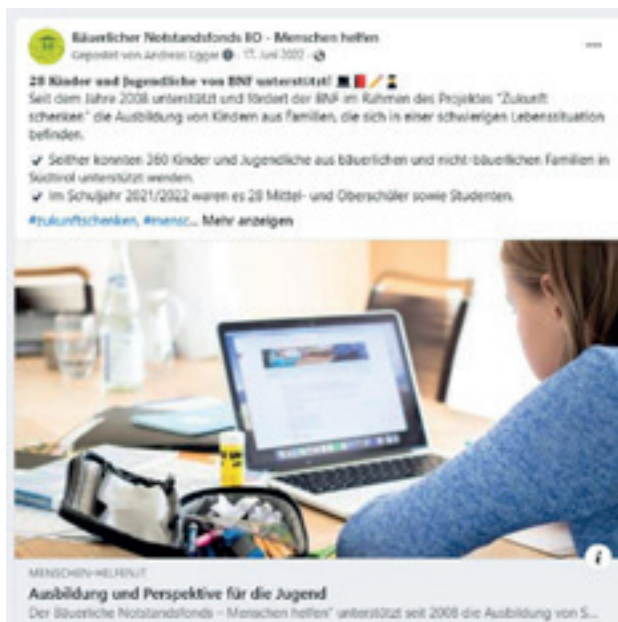 Bäuerlicher Notstandsfonds EO - Menschen helfen
Gepostet von Andreas Egger · 17. Juni 2022 ·
28 Kinder und Jugendliche von BNF unterstützt!
Seit dem Jahre 2008 unterstützt und fördert der BNF im Rahmen des Projektes "Zukunft
schenken" die Ausbildung von Kindern aus Familien, die sich in einer schwierigen Lebenssituation
befinden.
✔ Seither konnten 260 Kinder und Jugendliche aus bäuerlichen und nicht-bäuerlichen Familien in
Südtirol unterstützt werden.
✔ Im Schuljahr 2021/2022 waren es 28 Mittel- und Oberschüler sowie Studenten.
#zukunftschenken, #mensc... Mehr anzeigen
MENSCHEN-HELFEN.IT
Ausbildung und Perspektive für die Jugend
Der Bäuerliche Notstandsfonds – Menschen helfen" unterstützt seit 2008 die Ausbildung von S...